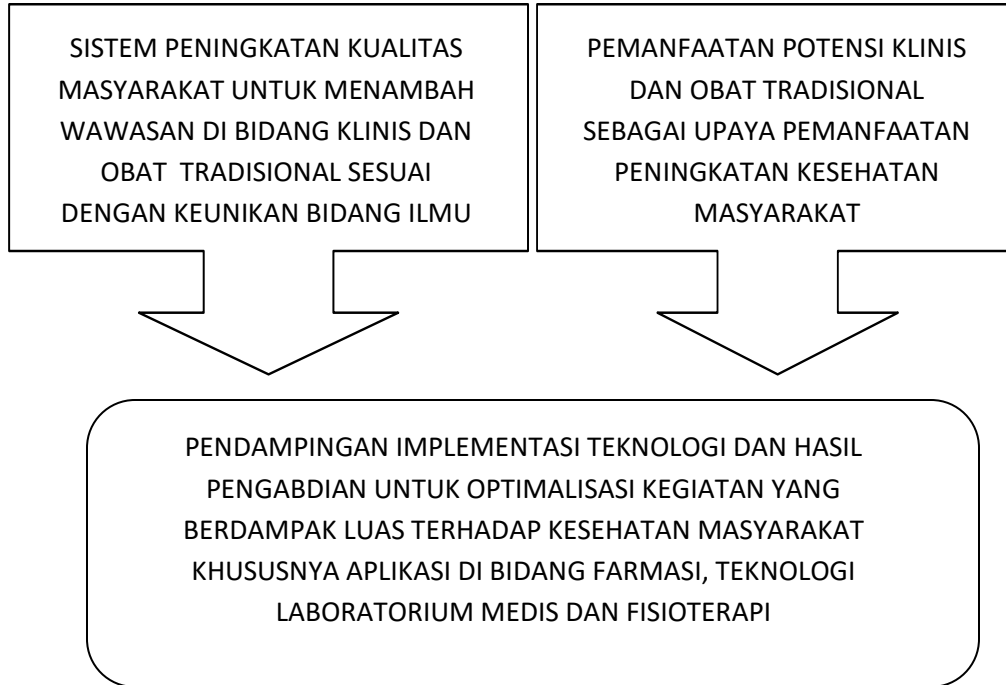 SISTEM PENINGKATAN KUALITAS
MASYARAKAT UNTUK MENAMBAH
WAWASAN DI BIDANG KLINIS DAN
OBAT  TRADISIONAL SESUAI
DENGAN KEUNIKAN BIDANG ILMU
PEMANFAATAN POTENSI KLINIS
DAN OBAT TRADISIONAL
SEBAGAI UPAYA PEMANFAATAN
PENINGKATAN KESEHATAN
MASYARAKAT
PENDAMPINGAN IMPLEMENTASI TEKNOLOGI DAN HASIL
PENGABDIAN UNTUK OPTIMALISASI KEGIATAN YANG
BERDAMPAK LUAS TERHADAP KESEHATAN MASYARAKAT
KHUSUSNYA APLIKASI DI BIDANG FARMASI, TEKNOLOGI
LABORATORIUM MEDIS DAN FISIOTERAPI